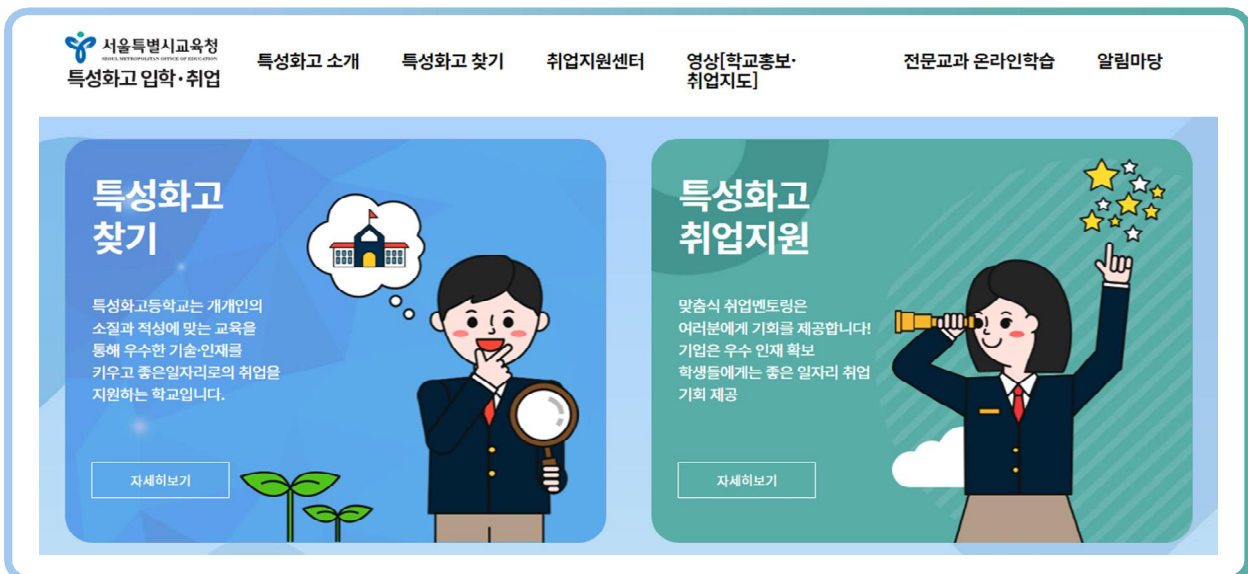 서울특별시교육청
SEOUL METROPOLITAN OFFICE OF EDUCATION
특성화고 입학·취업
특성화고 소개
특성화고 찾기
취업지원센터
영상[학교홍보·
취업지도]
전문교과 온라인학습
알림마당
특성화고
찾기
특성화고등학교는 개개인의
소질과 적성에 맞는 교육을
통해 우수한 기술·인재를
키우고 좋은일자리로의 취업을
지원하는 학교입니다.
자세히보기
특성화고
취업지원
맞춤식 취업멘토링은
여러분에게 기회를 제공합니다!
기업은 우수 인재 확보
학생들에게는 좋은 일자리 취업
기회 제공
자세히보기